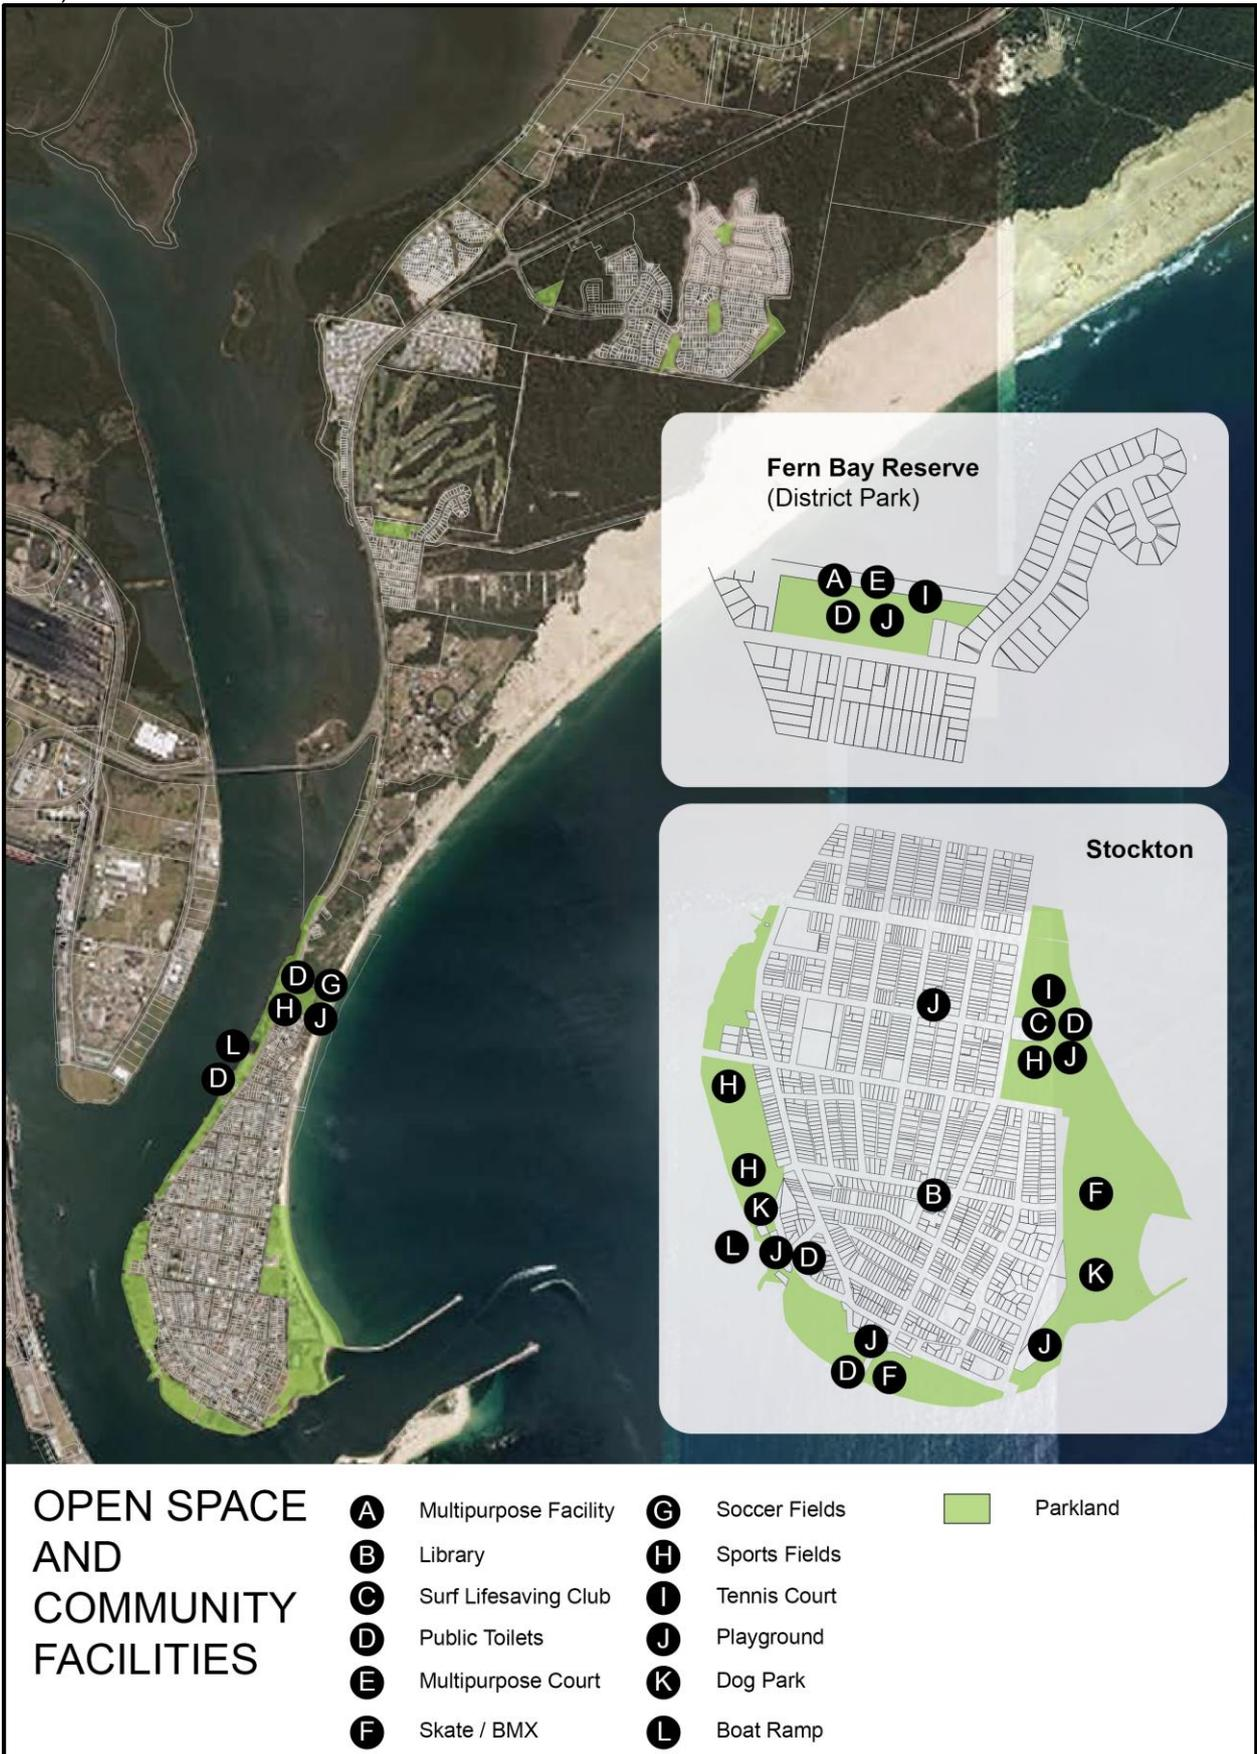 Fern Bay Reserve
(District Park)
A E I
D J
Stockton
D G
H J
L
D
J
I
C D
H J
H
H
K
B
F
L J D
K
J
J
D F
OPEN SPACE
AND
COMMUNITY
FACILITIES
A Multipurpose Facility
B Library
C Surf Lifesaving Club
D Public Toilets
E Multipurpose Court
F Skate / BMX
G Soccer Fields
H Sports Fields
I Tennis Court
J Playground
K Dog Park
L Boat Ramp
Parkland